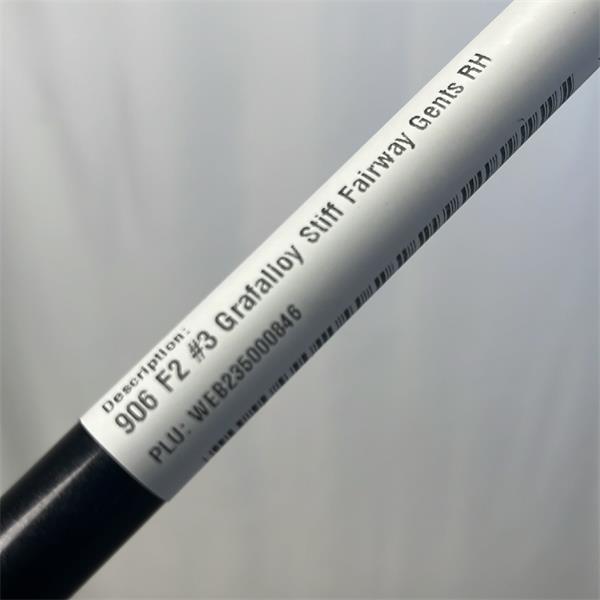 Description:
906 F2 #3 Grafalloy Stiff Fairway Gents RH
PLU: WEB235000846